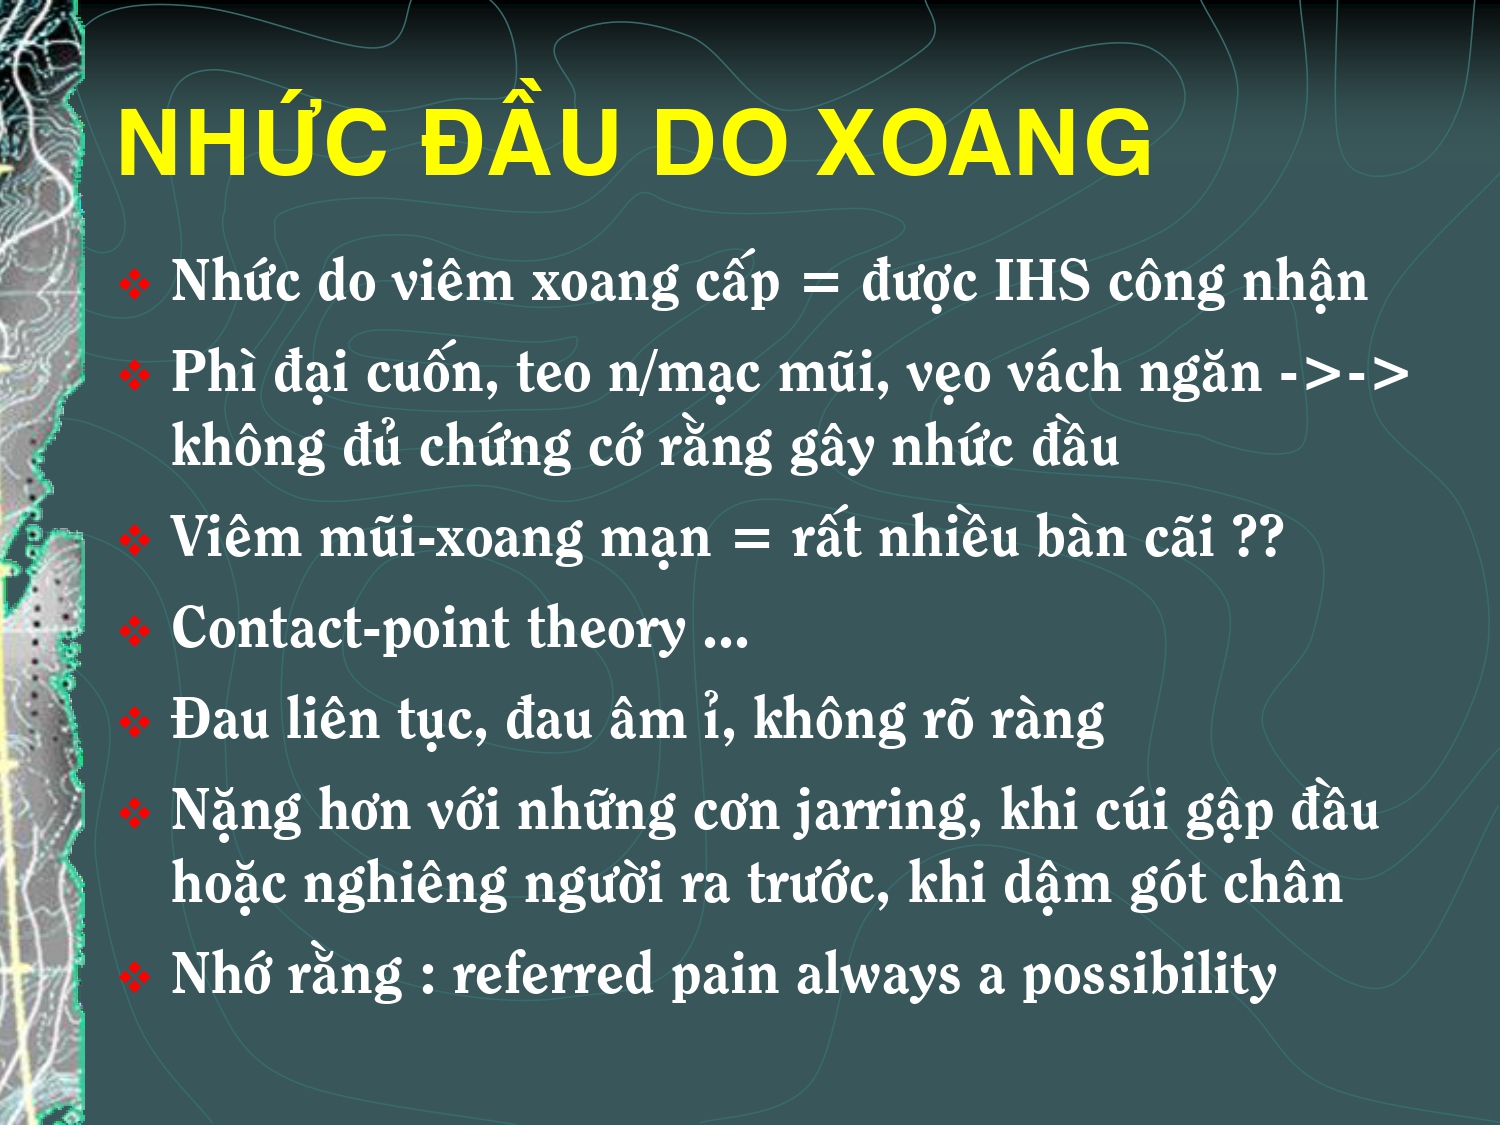 NHỨC ĐẦU DO XOANG
Nhức do viêm xoang cấp = được IHS công nhận
Phì đại cuốn, teo n/mạc mũi, vẹo vách ngăn ->->
không đủ chứng cớ rằng gây nhức đầu
Viêm mũi-xoang mạn = rất nhiều bàn cãi ??
Contact-point theory ...
Đau liên tục, đau âm ỉ, không rõ ràng
Nặng hơn với những cơn jarring, khi cúi gập đầu
hoặc nghiêng người ra trước, khi dậm gót chân
Nhớ rằng : referred pain always a possibility